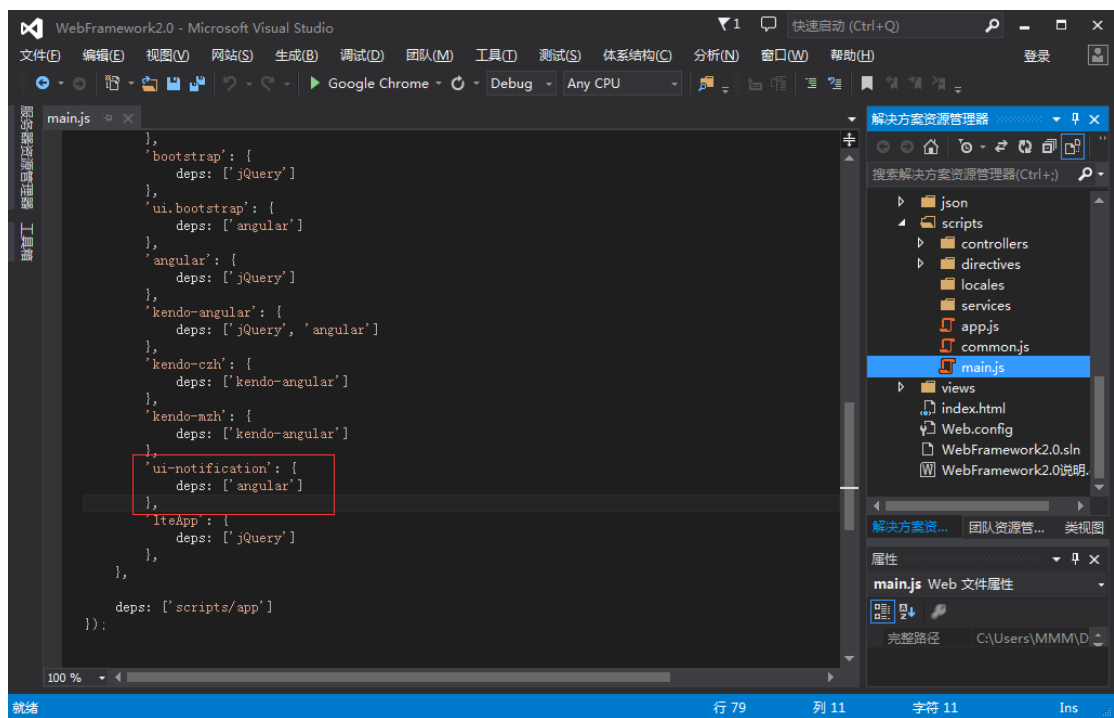 WebFramework2.0 - Microsoft Visual Studio
1
快速启动 (Ctrl+Q)
文件(F) 编辑(E) 视图(V) 网站(S) 生成(B) 调试(D) 团队(M) 工具(T) 测试(S) 体系结构(C) 分析(N) 窗口(W) 帮助(H) 登录
Google Chrome Debug Any CPU
服务器资源管理器
工具箱
main.js
},
'bootstrap': {
deps: ['jQuery']
},
'ui.bootstrap': {
deps: ['angular']
},
'angular': {
deps: ['jQuery']
},
'kendo-angular': {
deps: ['jQuery', 'angular']
},
'kendo-czh': {
deps: ['kendo-angular']
},
'kendo-mzh': {
deps: ['kendo-angular']
},
'ui-notification': {
deps: ['angular']
},
'lteApp': {
deps: ['jQuery']
},
},
deps: ['scripts/app']
});
100 %
解决方案资源管理器
搜索解决方案资源管理器(Ctrl+;)
json
scripts
controllers
directives
locales
services
app.js
common.js
main.js
views
index.html
Web.config
WebFramework2.0.sln
WebFramework2.0说明.
解决方案资... 团队资源管... 类视图
属性
main.js Web 文件属性
完整路径 C:\Users\MMM\D
就绪 行 79 列 11 字符 11 Ins